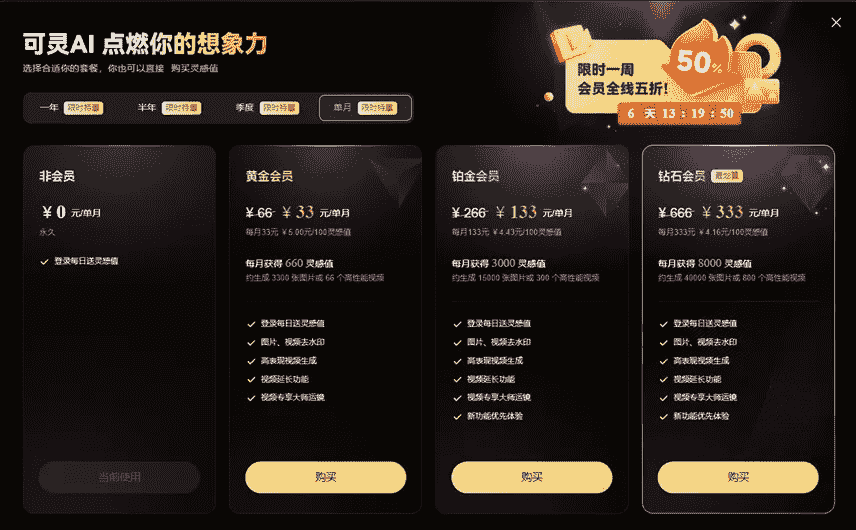 可灵AI 点燃你的想象力
选择合适你的套餐，你也可以直接 购买灵感值
限时一周
会员全线五折!
50%
6 天 13 : 19 : 50
一年 限时特惠
半年 限时特惠
季度 限时特惠
单月 限时特惠
非会员
¥ 0 元/单月
永久
登录每日送灵感值
当前使用
黄金会员
¥ 66 ¥ 33 元/单月
每月33元 ¥ 5.00元/100灵感值
每月获得 660 灵感值
约生成 3300 张图片或 66 个高性能视频
登录每日送灵感值
图片、视频去水印
高表现视频生成
视频延长功能
视频专享大师运镜
购买
铂金会员
¥ 266 ¥ 133 元/单月
每月133元 ¥ 4.43元/100灵感值
每月获得 3000 灵感值
约生成 15000 张图片或 300 个高性能视频
登录每日送灵感值
图片、视频去水印
高表现视频生成
视频延长功能
视频专享大师运镜
新功能优先体验
购买
钻石会员 最划算
¥ 666 ¥ 333 元/单月
每月333元 ¥ 4.16元/100灵感值
每月获得 8000 灵感值
约生成 40000 张图片或 800 个高性能视频
登录每日送灵感值
图片、视频去水印
高表现视频生成
视频延长功能
视频专享大师运镜
新功能优先体验
购买